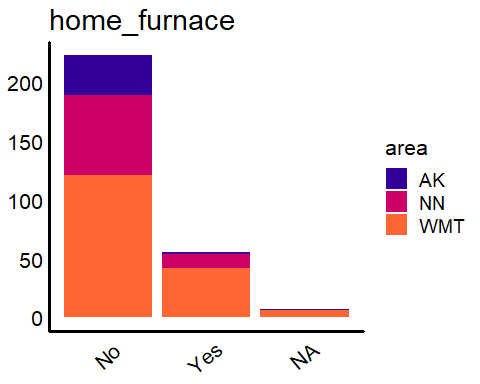 home_furnace
200
150
100
50
0
No
Yes
NA
area
AK
NN
WMT